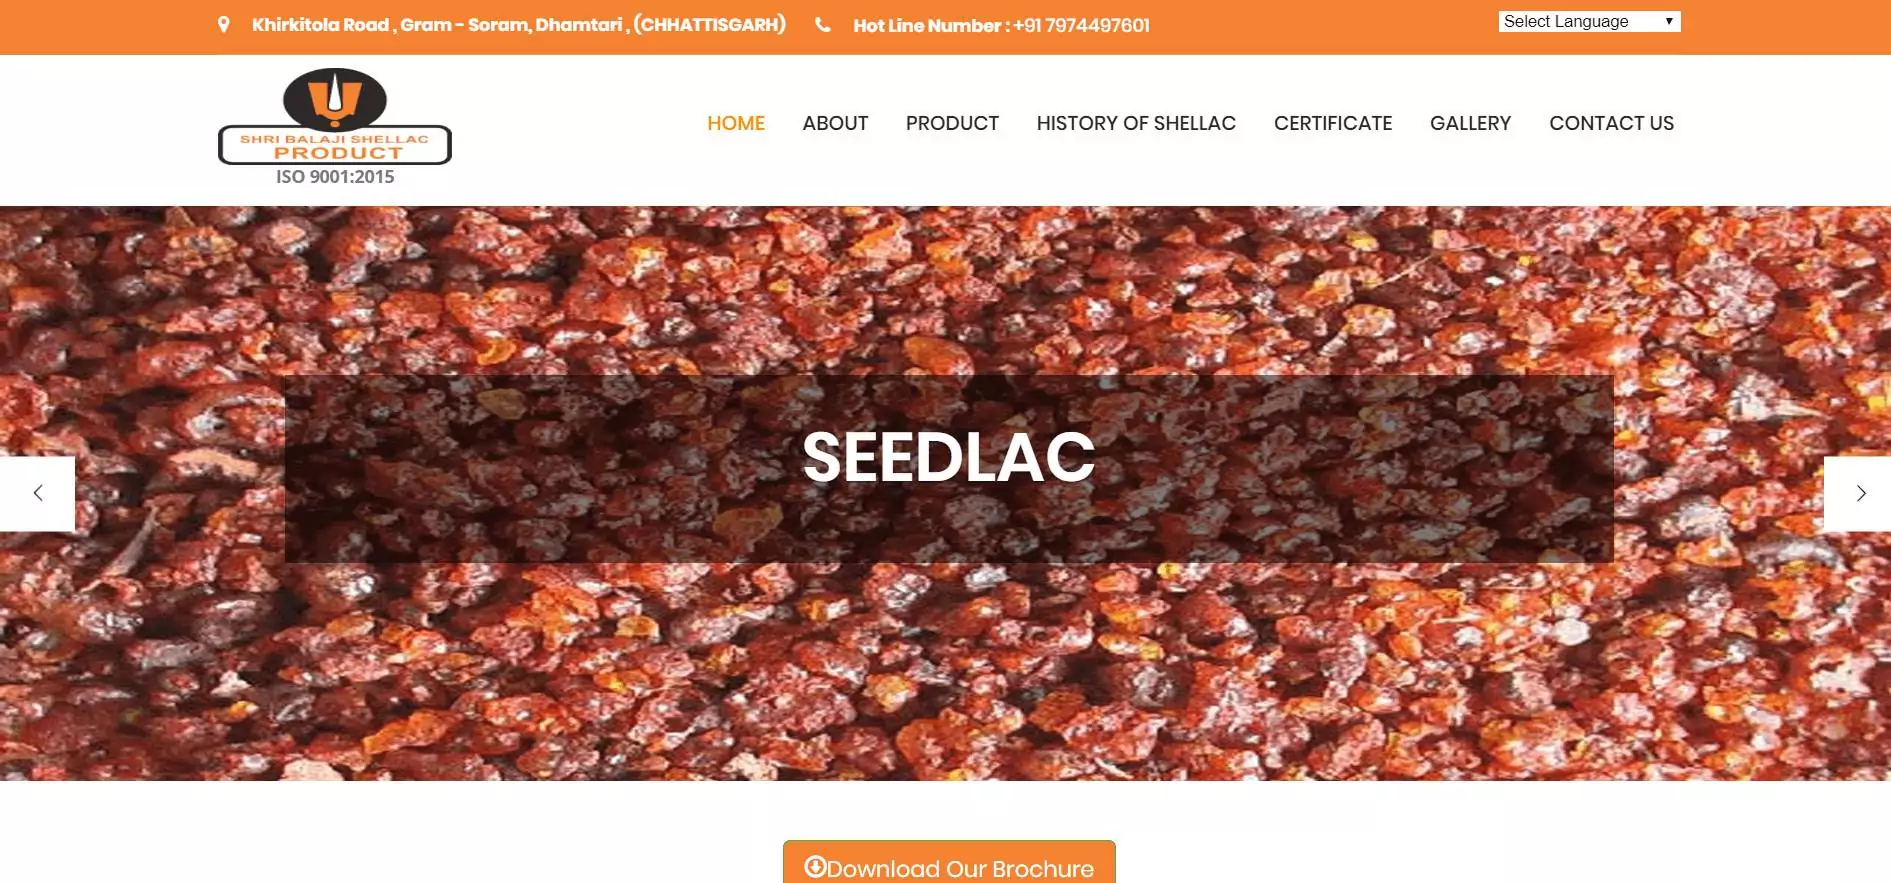 Khirkitola Road , Gram - Soram, Dhamtari , (CHHATTISGARH)
Hot Line Number : +91 7974497601
Select Language
SHRI BALAJI SHELLAC
PRODUCT
ISO 9001:2015
HOME ABOUT PRODUCT HISTORY OF SHELLAC CERTIFICATE GALLERY CONTACT US
SEEDLAC
Download Our Brochure